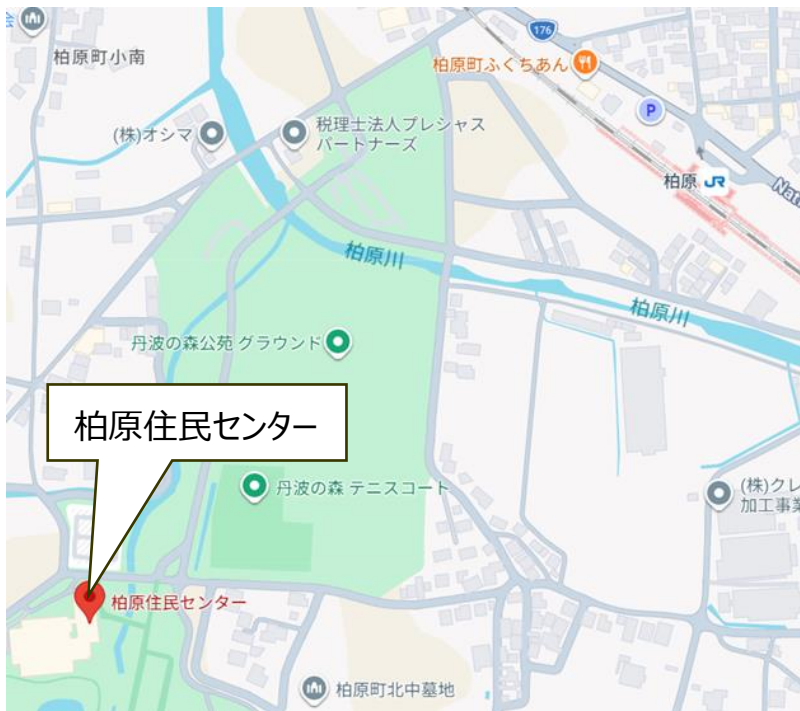 176
柏原町小南
柏原町ふくちあん
P
(株)オシマ
税理士法人プレシャス
パートナーズ
柏原 JR
柏原川
柏原川
丹波の森公苑 グラウンド
柏原住民センター
丹波の森 テニスコート
(株)クレ
加工事業
柏原住民センター
柏原町北中墓地